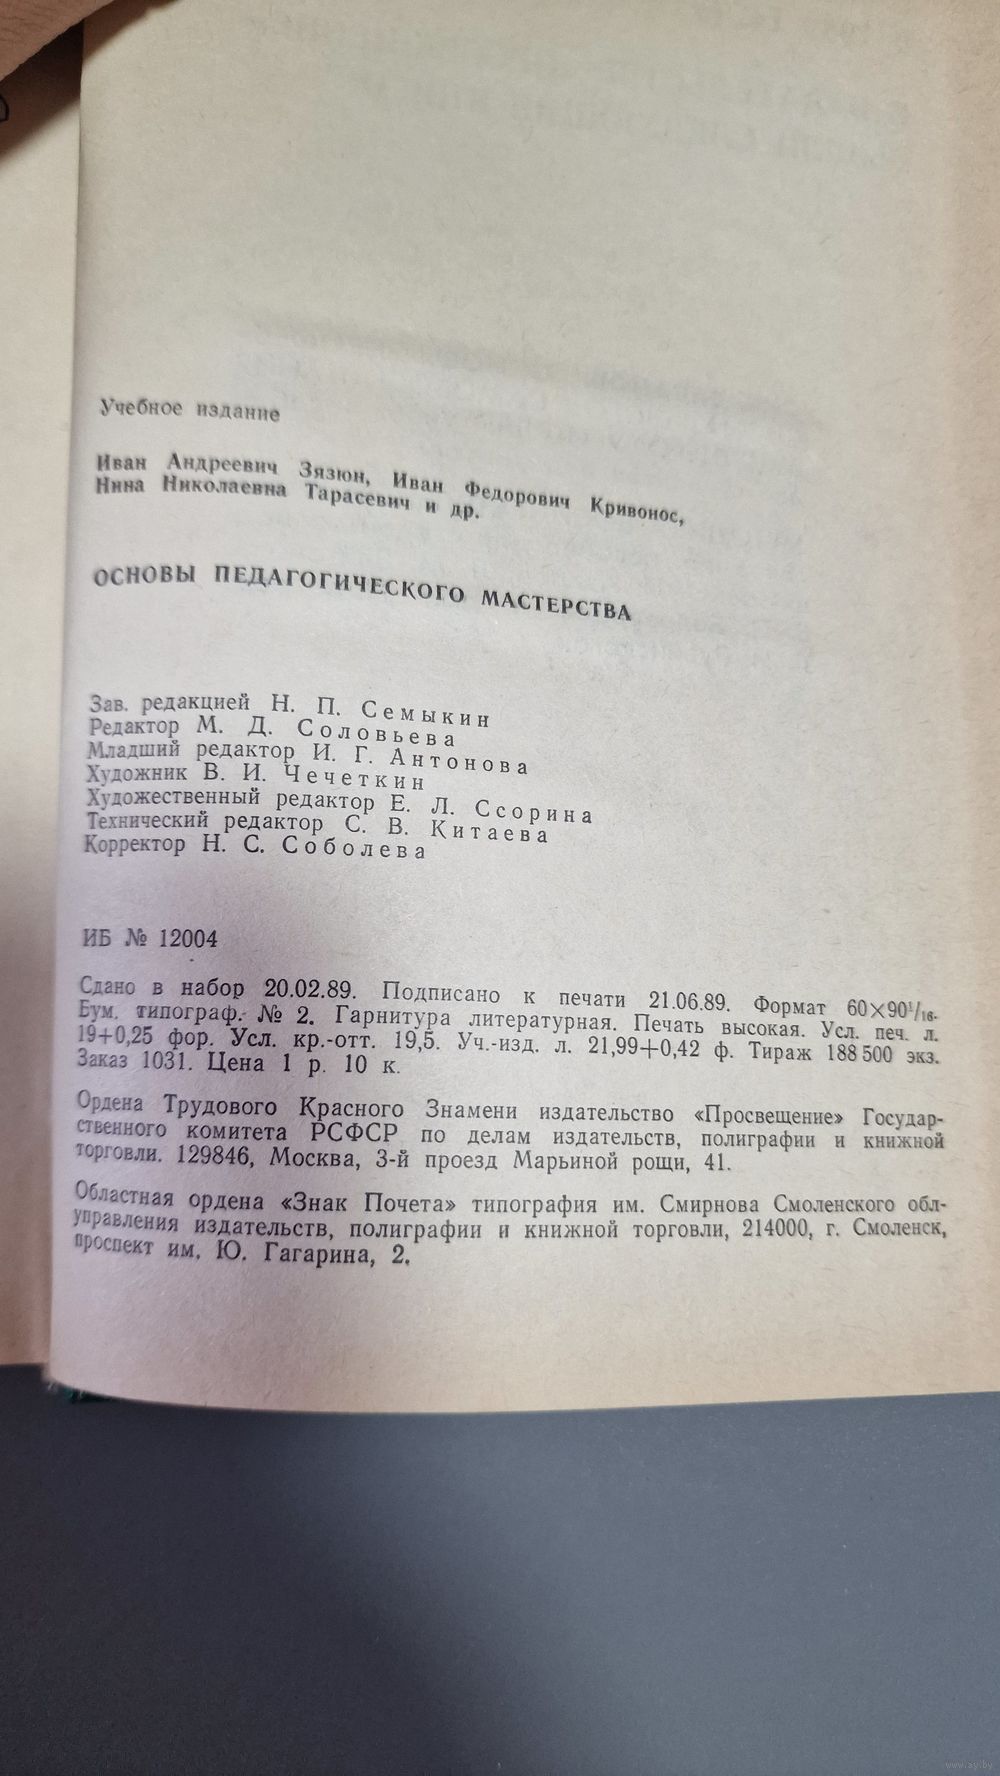 Учебное издание
Иван Андреевич Зязюн, Иван Федорович Кривонос,
Нина Николаевна Тарасевич и др.
ОСНОВЫ ПЕДАГОГИЧЕСКОГО МАСТЕРСТВА
Зав. редакцией Н. П. Семыкин
Редактор М. Д. Соловьева
Младший редактор И. Г. Антонова
Художник В. И. Чечеткин
Художественный редактор Е. Л. Ссорина
Технический редактор С. В. Китаева
Корректор Н. С. Соболева
ИБ № 12004
Сдано в набор 20.02.89. Подписано к печати 21.06.89. Формат 60×90¹/₁₆.
Бум. типограф. № 2. Гарнитура литературная. Печать высокая. Усл. печ. л.
19+0,25 фор. Усл. кр.-отт. 19,5. Уч.-изд. л. 21,99+0,42 ф. Тираж 188 500 экз.
Заказ 1031. Цена 1 р. 10 к.
Ордена Трудового Красного Знамени издательство «Просвещение» Государ-
ственного комитета РСФСР по делам издательств, полиграфии и книжной
торговли. 129846, Москва, 3-й проезд Марьиной рощи, 41.
Областная ордена «Знак Почета» типография им. Смирнова Смоленского обл-
управления издательств, полиграфии и книжной торговли, 214000, г. Смоленск,
проспект им. Ю. Гагарина, 2.
www.ay.by